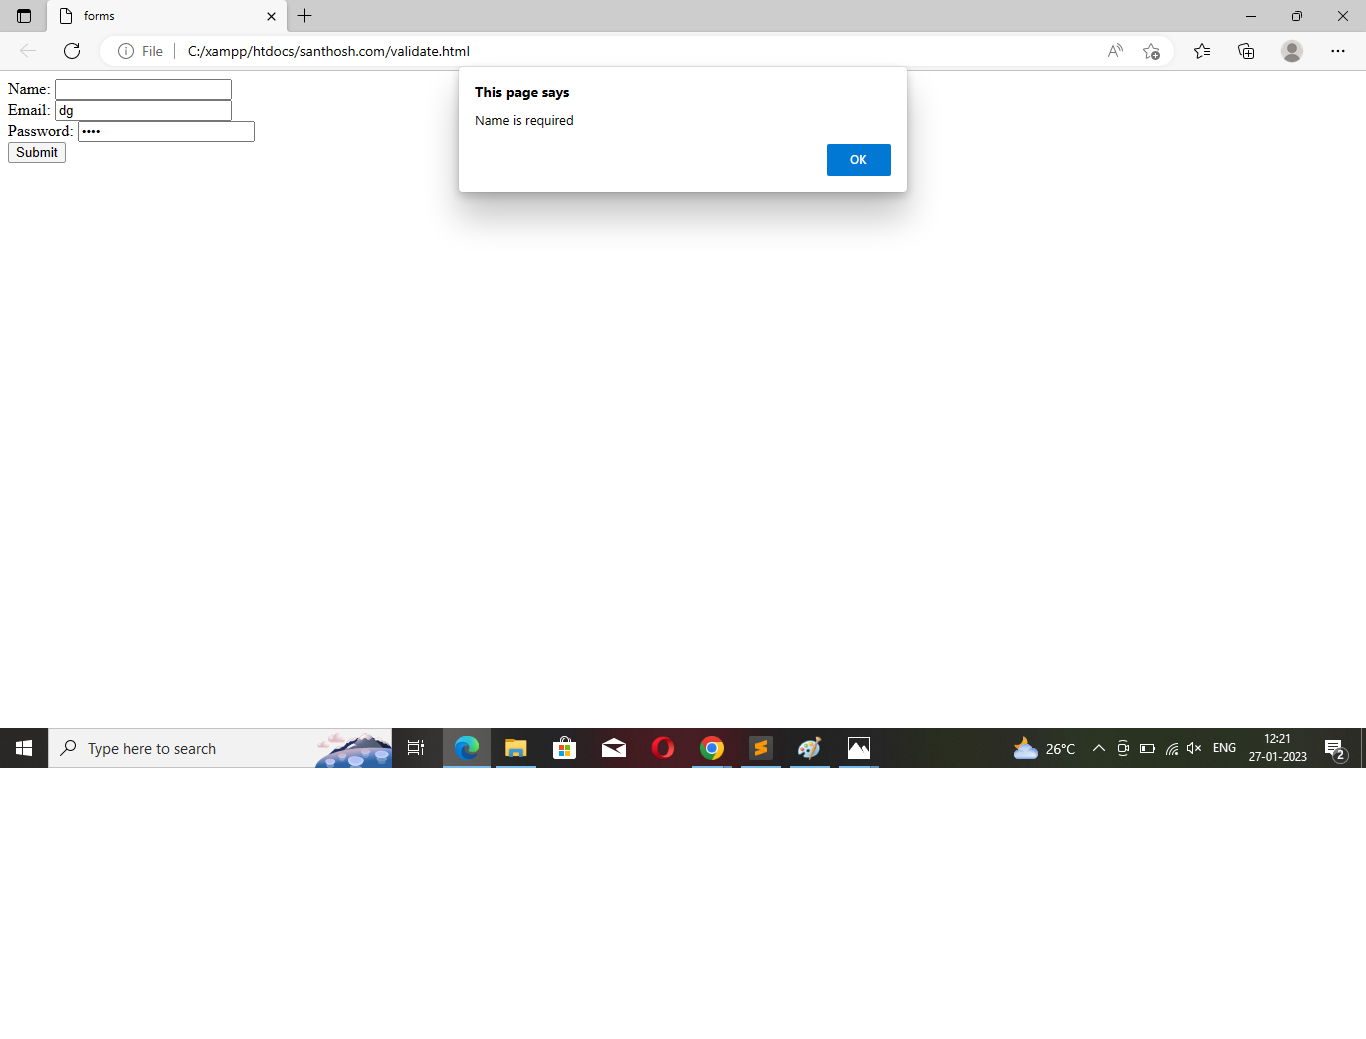 forms
File C:/xampp/htdocs/santhosh.com/validate.html
Name:
Email: dg
Password: ••••
Submit
This page says
Name is required
OK
Type here to search
26°C
ENG
12:21
27-01-2023
2